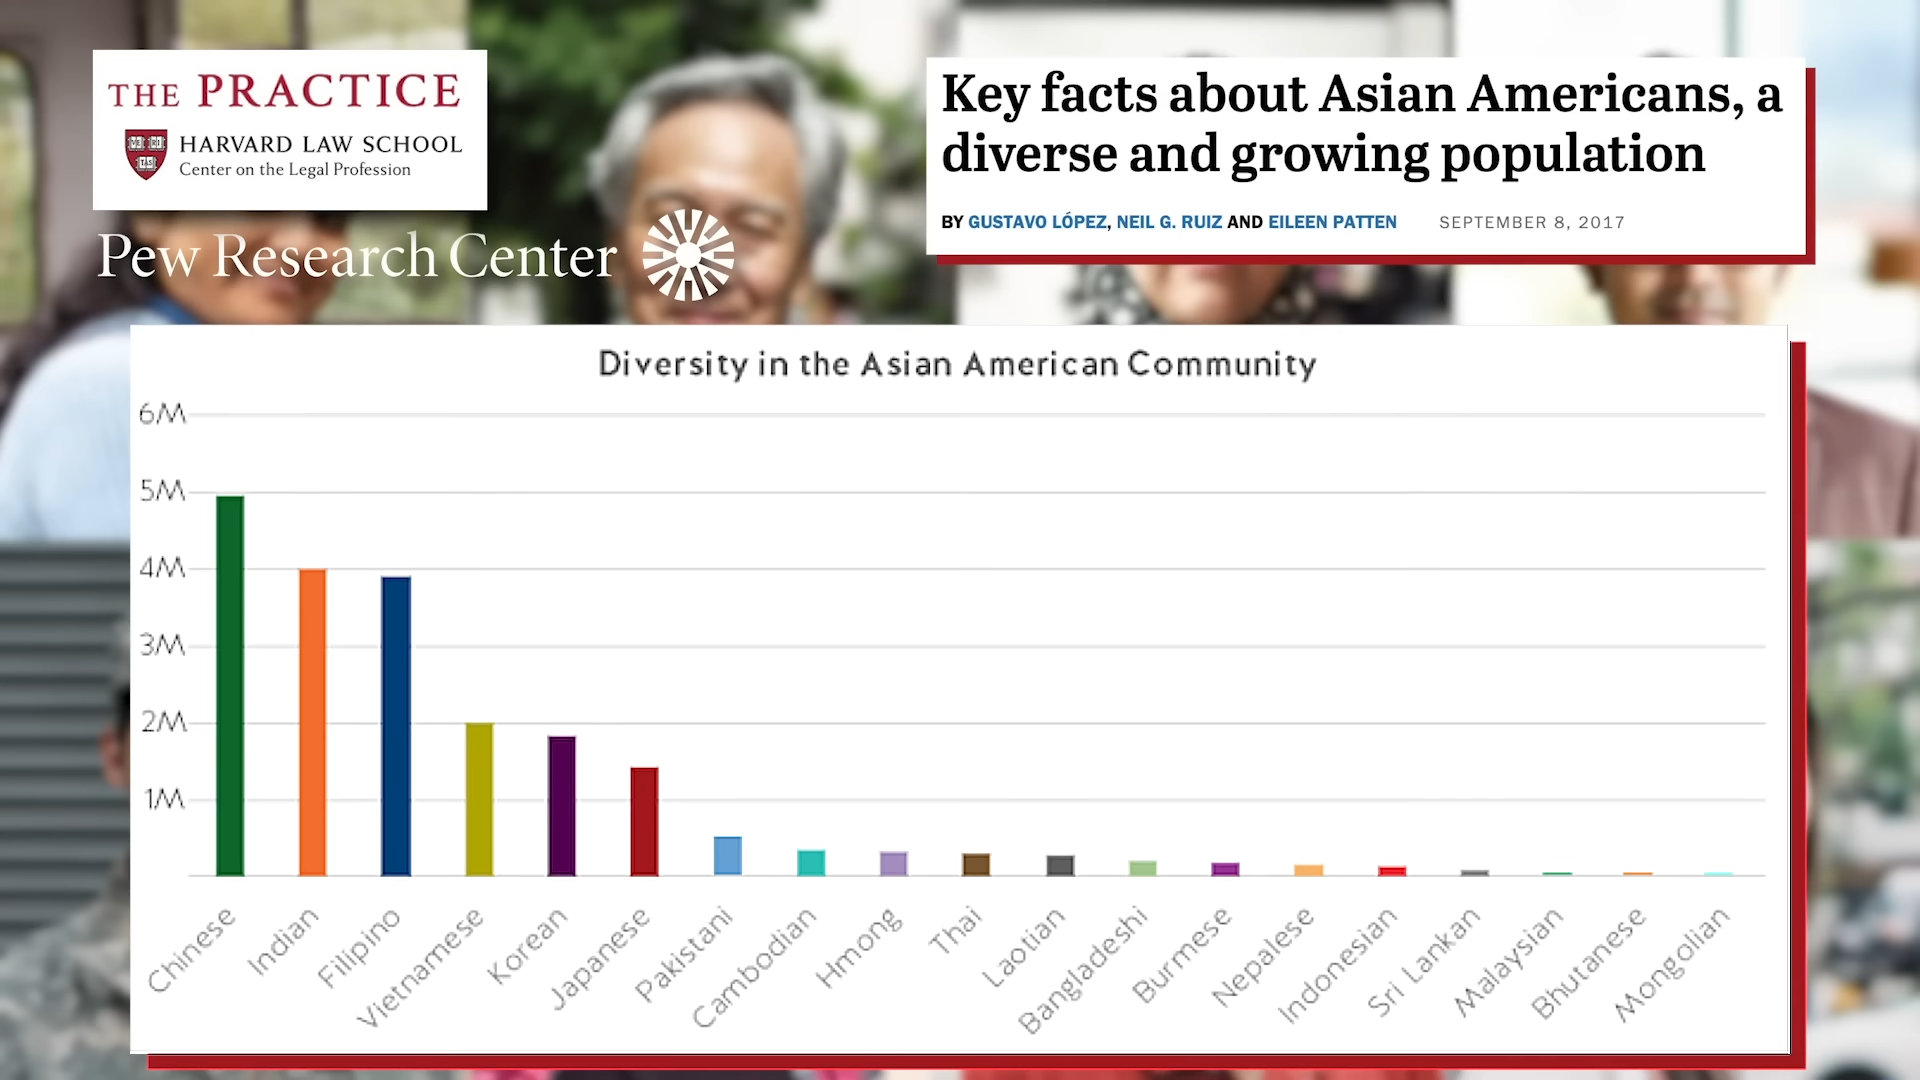 THE PRACTICE
VE RI TAS
HARVARD LAW SCHOOL
Center on the Legal Profession
Pew Research Center
Key facts about Asian Americans, a
diverse and growing population
BY GUSTAVO LÓPEZ, NEIL G. RUIZ AND EILEEN PATTEN SEPTEMBER 8, 2017
Diversity in the Asian American Community
6M
5M
4M
3M
2M
1M
Chinese
Indian
Filipino
Vietnamese
Korean
Japanese
Pakistani
Cambodian
Hmong
Thai
Laotian
Bangladeshi
Burmese
Nepalese
Indonesian
Sri Lankan
Malaysian
Bhutanese
Mongolian